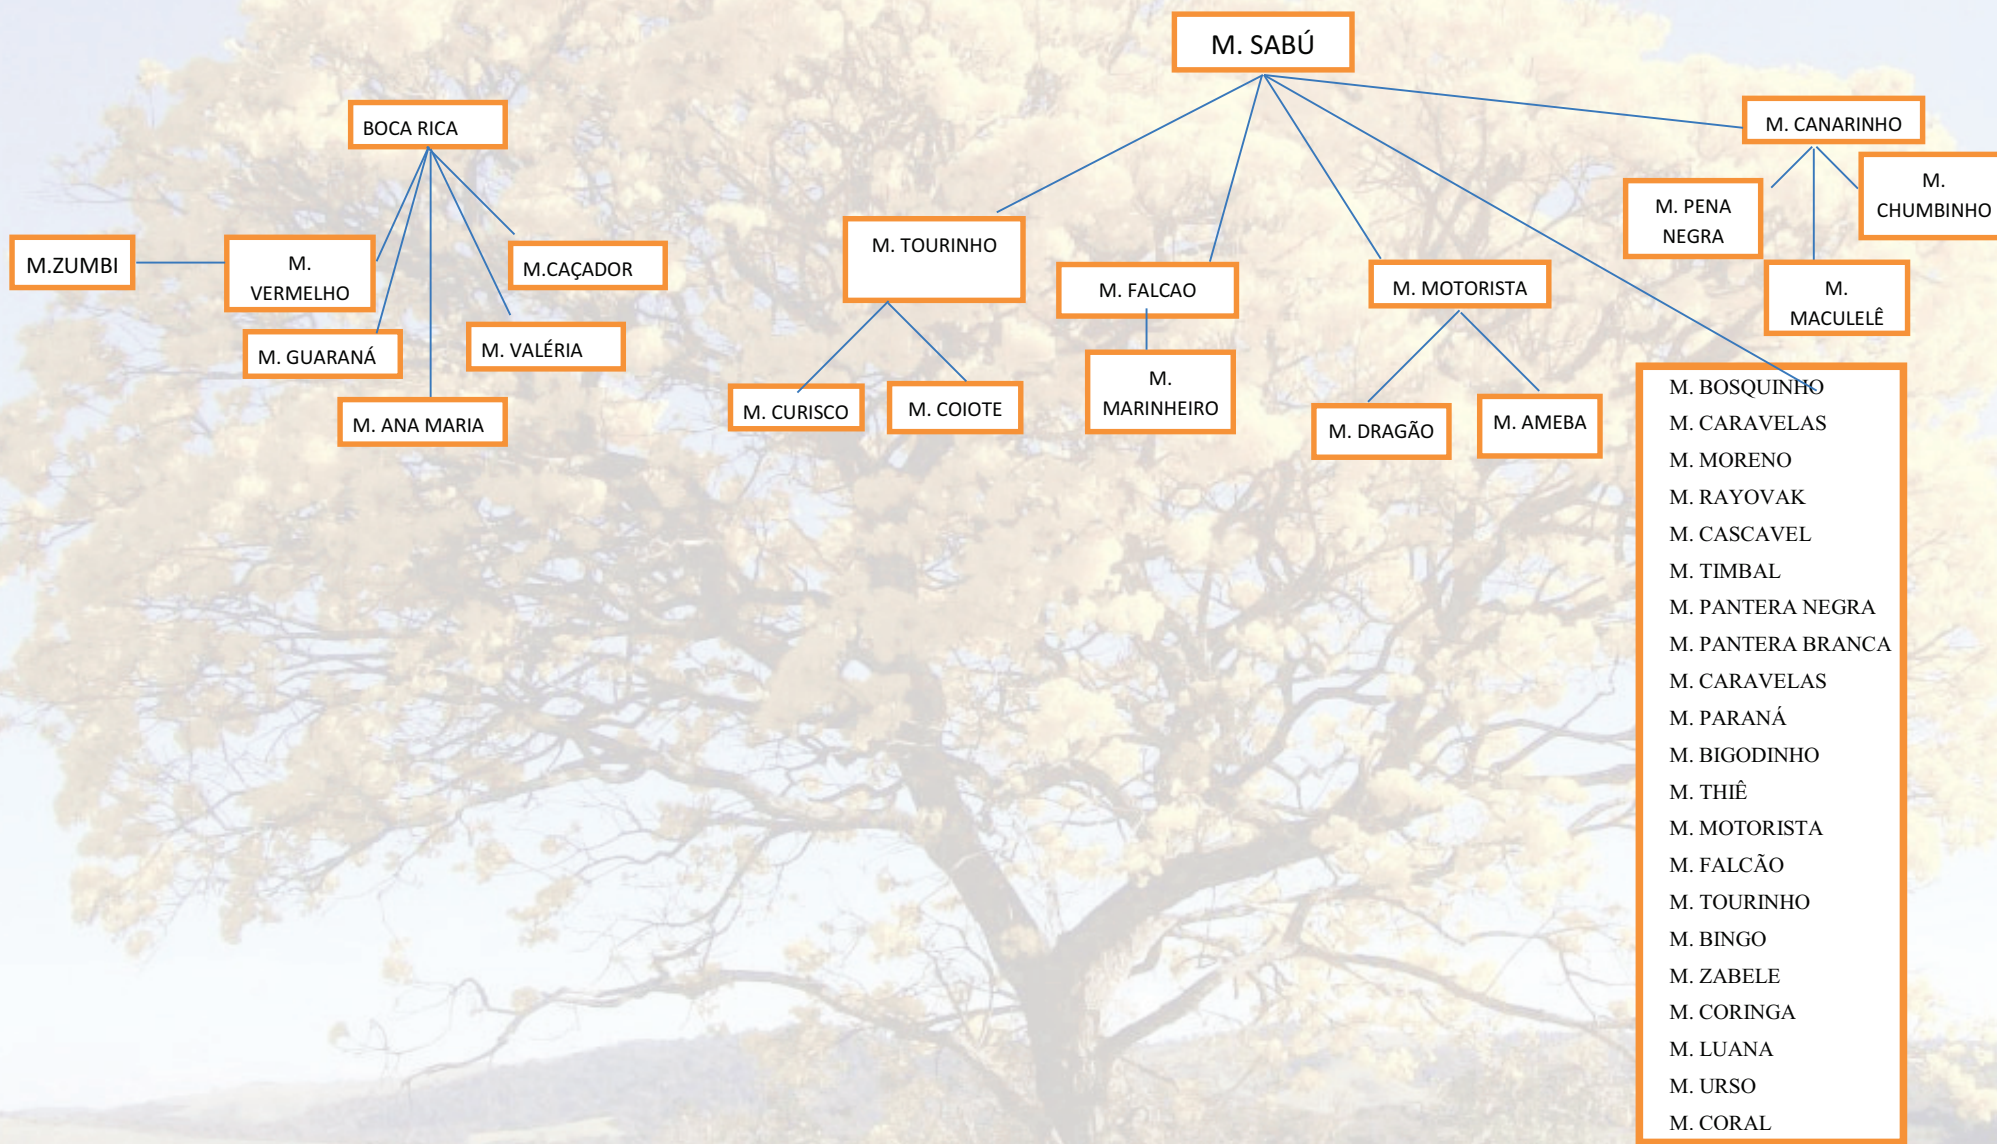 M. SABÚ
BOCA RICA
M. CANARINHO
M.
CHUMBINHO
M. PENA
NEGRA
M. TOURINHO
M.ZUMBI
M.
VERMELHO
M.CAÇADOR
M. FALCAO
M. MOTORISTA
M.
MACULELÊ
M. GUARANÁ
M. VALÉRIA
M. ANA MARIA
M. CURISCO
M. COIOTE
M.
MARINHEIRO
M. DRAGÃO
M. AMEBA
M. BOSQUINHO
M. CARAVELAS
M. MORENO
M. RAYOVAK
M. CASCAVEL
M. TIMBAL
M. PANTERA NEGRA
M. PANTERA BRANCA
M. CARAVELAS
M. PARANÁ
M. BIGODINHO
M. THIÊ
M. MOTORISTA
M. FALCÃO
M. TOURINHO
M. BINGO
M. ZABELE
M. CORINGA
M. LUANA
M. URSO
M. CORAL